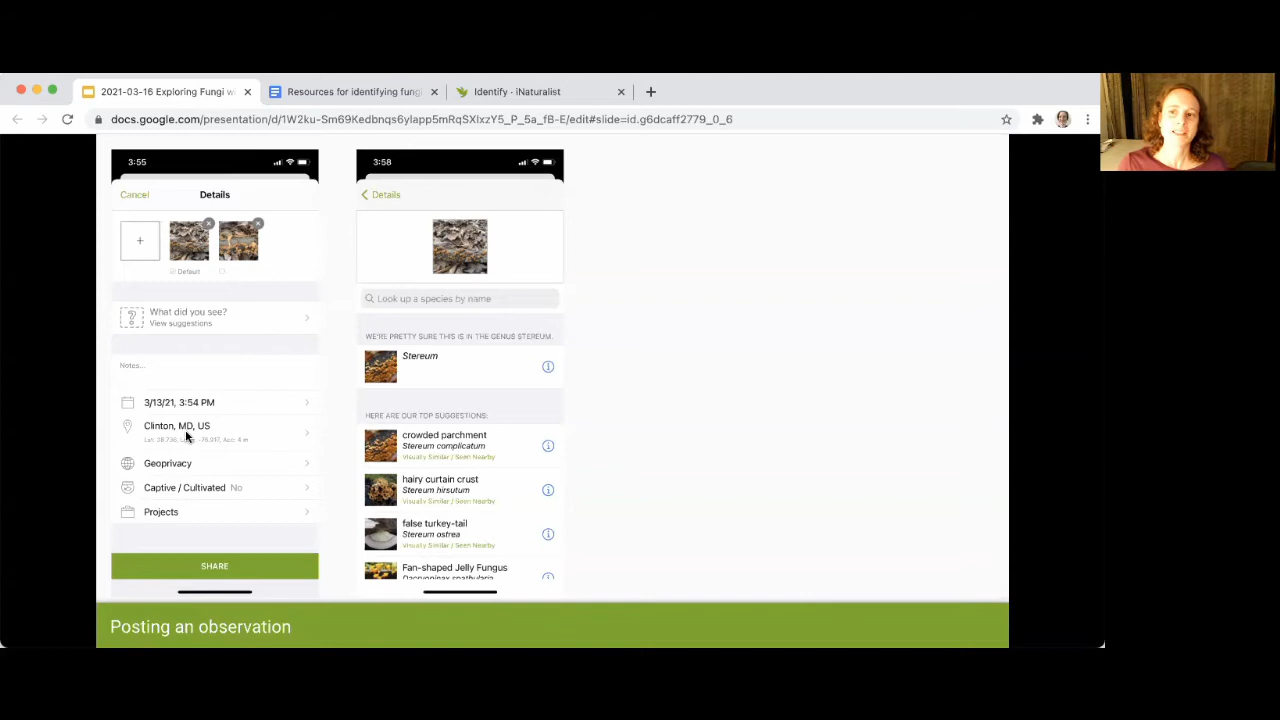 2021-03-16 Exploring Fungi w
Resources for identifying fung
Identify · iNaturalist
docs.google.com/presentation/d/1W2ku-Sm69Kedbnqs6ylapp5mRqSXlxzY5_P_5a_fB-E/edit#slide=id.g6dcaff2779_0_6
3:55
Cancel
Details
Default
What did you see?
View suggestions
Notes...
3/13/21, 3:54 PM
Clinton, MD, US
Geoprivacy
Captive / Cultivated No
Projects
SHARE
3:58
Details
Look up a species by name
WE'RE PRETTY SURE THIS IS IN THE GENUS STEREUM.
Stereum
HERE ARE OUR TOP SUGGESTIONS:
crowded parchment
Stereum complicatum
Visually Similar / Seen Nearby
hairy curtain crust
Stereum hirsutum
Visually Similar / Seen Nearby
false turkey-tail
Stereum ostrea
Visually Similar / Seen Nearby
Fan-shaped Jelly Fungus
Posting an observation